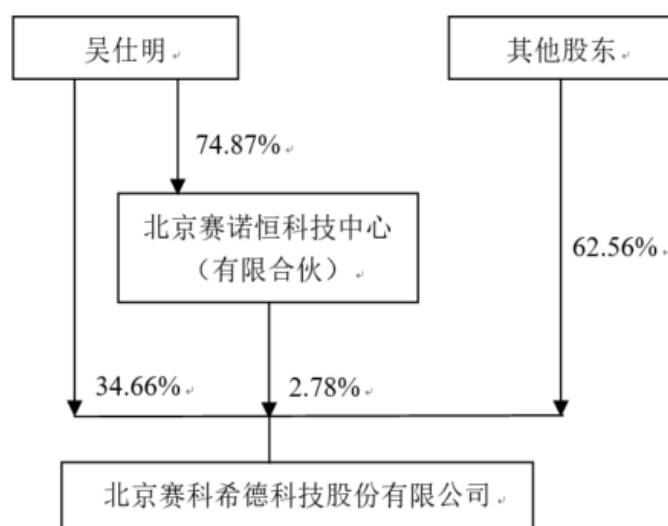 吴仕明
其他股东
74.87%
北京赛诺恒科技中心
（有限合伙）
62.56%
34.66%
2.78%
北京赛科希德科技股份有限公司